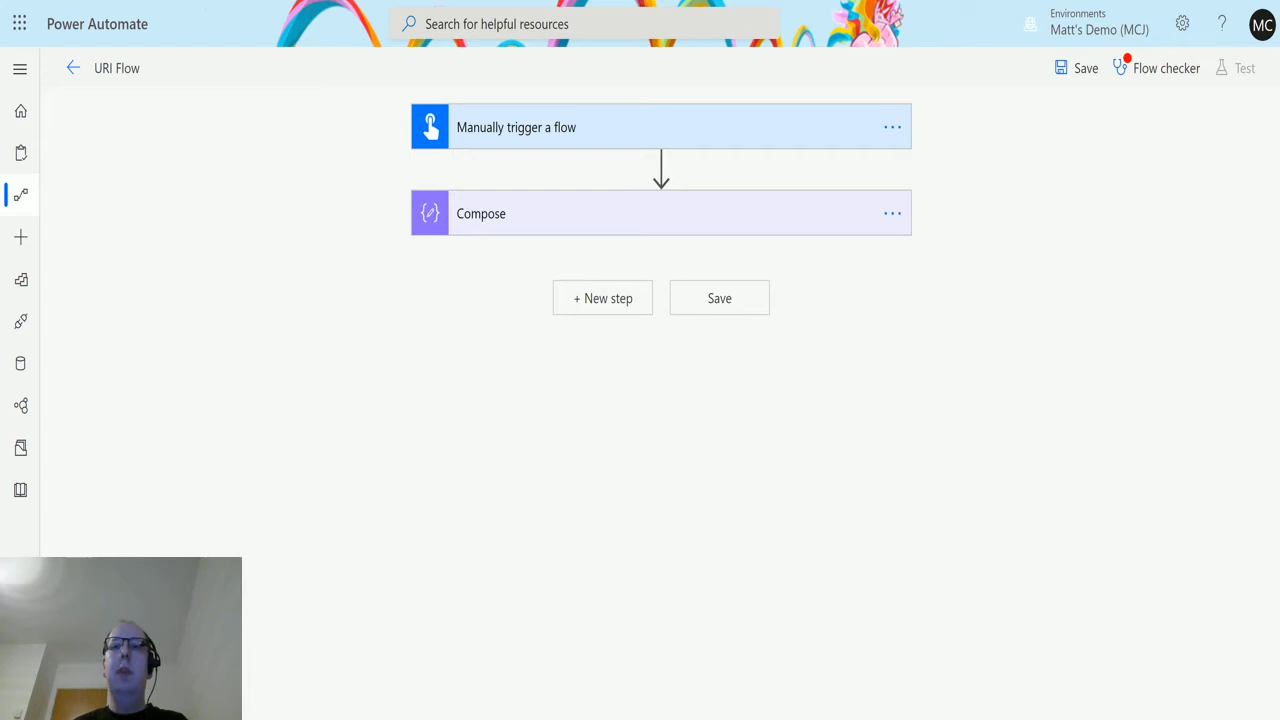 Power Automate
Search for helpful resources
Environments
Matt's Demo (MCJ)
MC
URI Flow
Save
Flow checker
Test
Manually trigger a flow
Compose
+ New step
Save